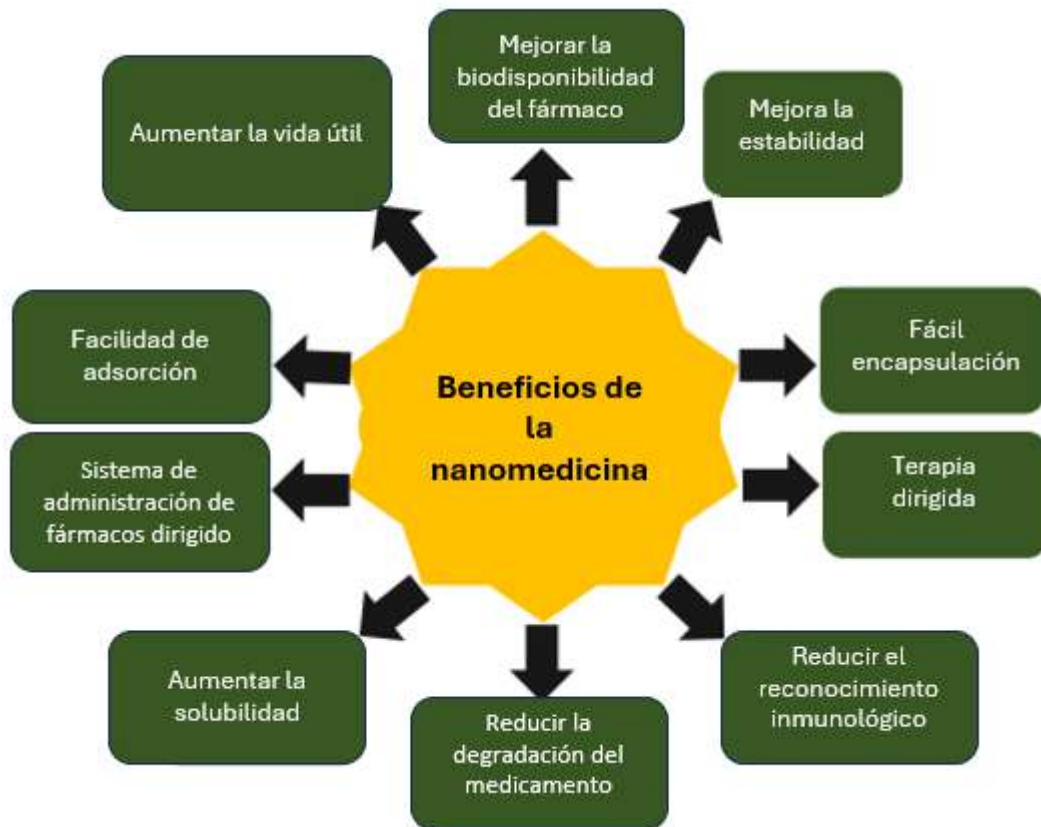 Mejorar la
biodisponibilidad
del fármaco
Aumentar la vida útil
Mejora la
estabilidad
Facilidad de
adsorción
Fácil
encapsulación
Beneficios de
la
nanomedicina
Sistema de
administración de
fármacos dirigido
Terapia
dirigida
Aumentar la
solubilidad
Reducir la
degradación del
medicamento
Reducir el
reconocimiento
inmunológico